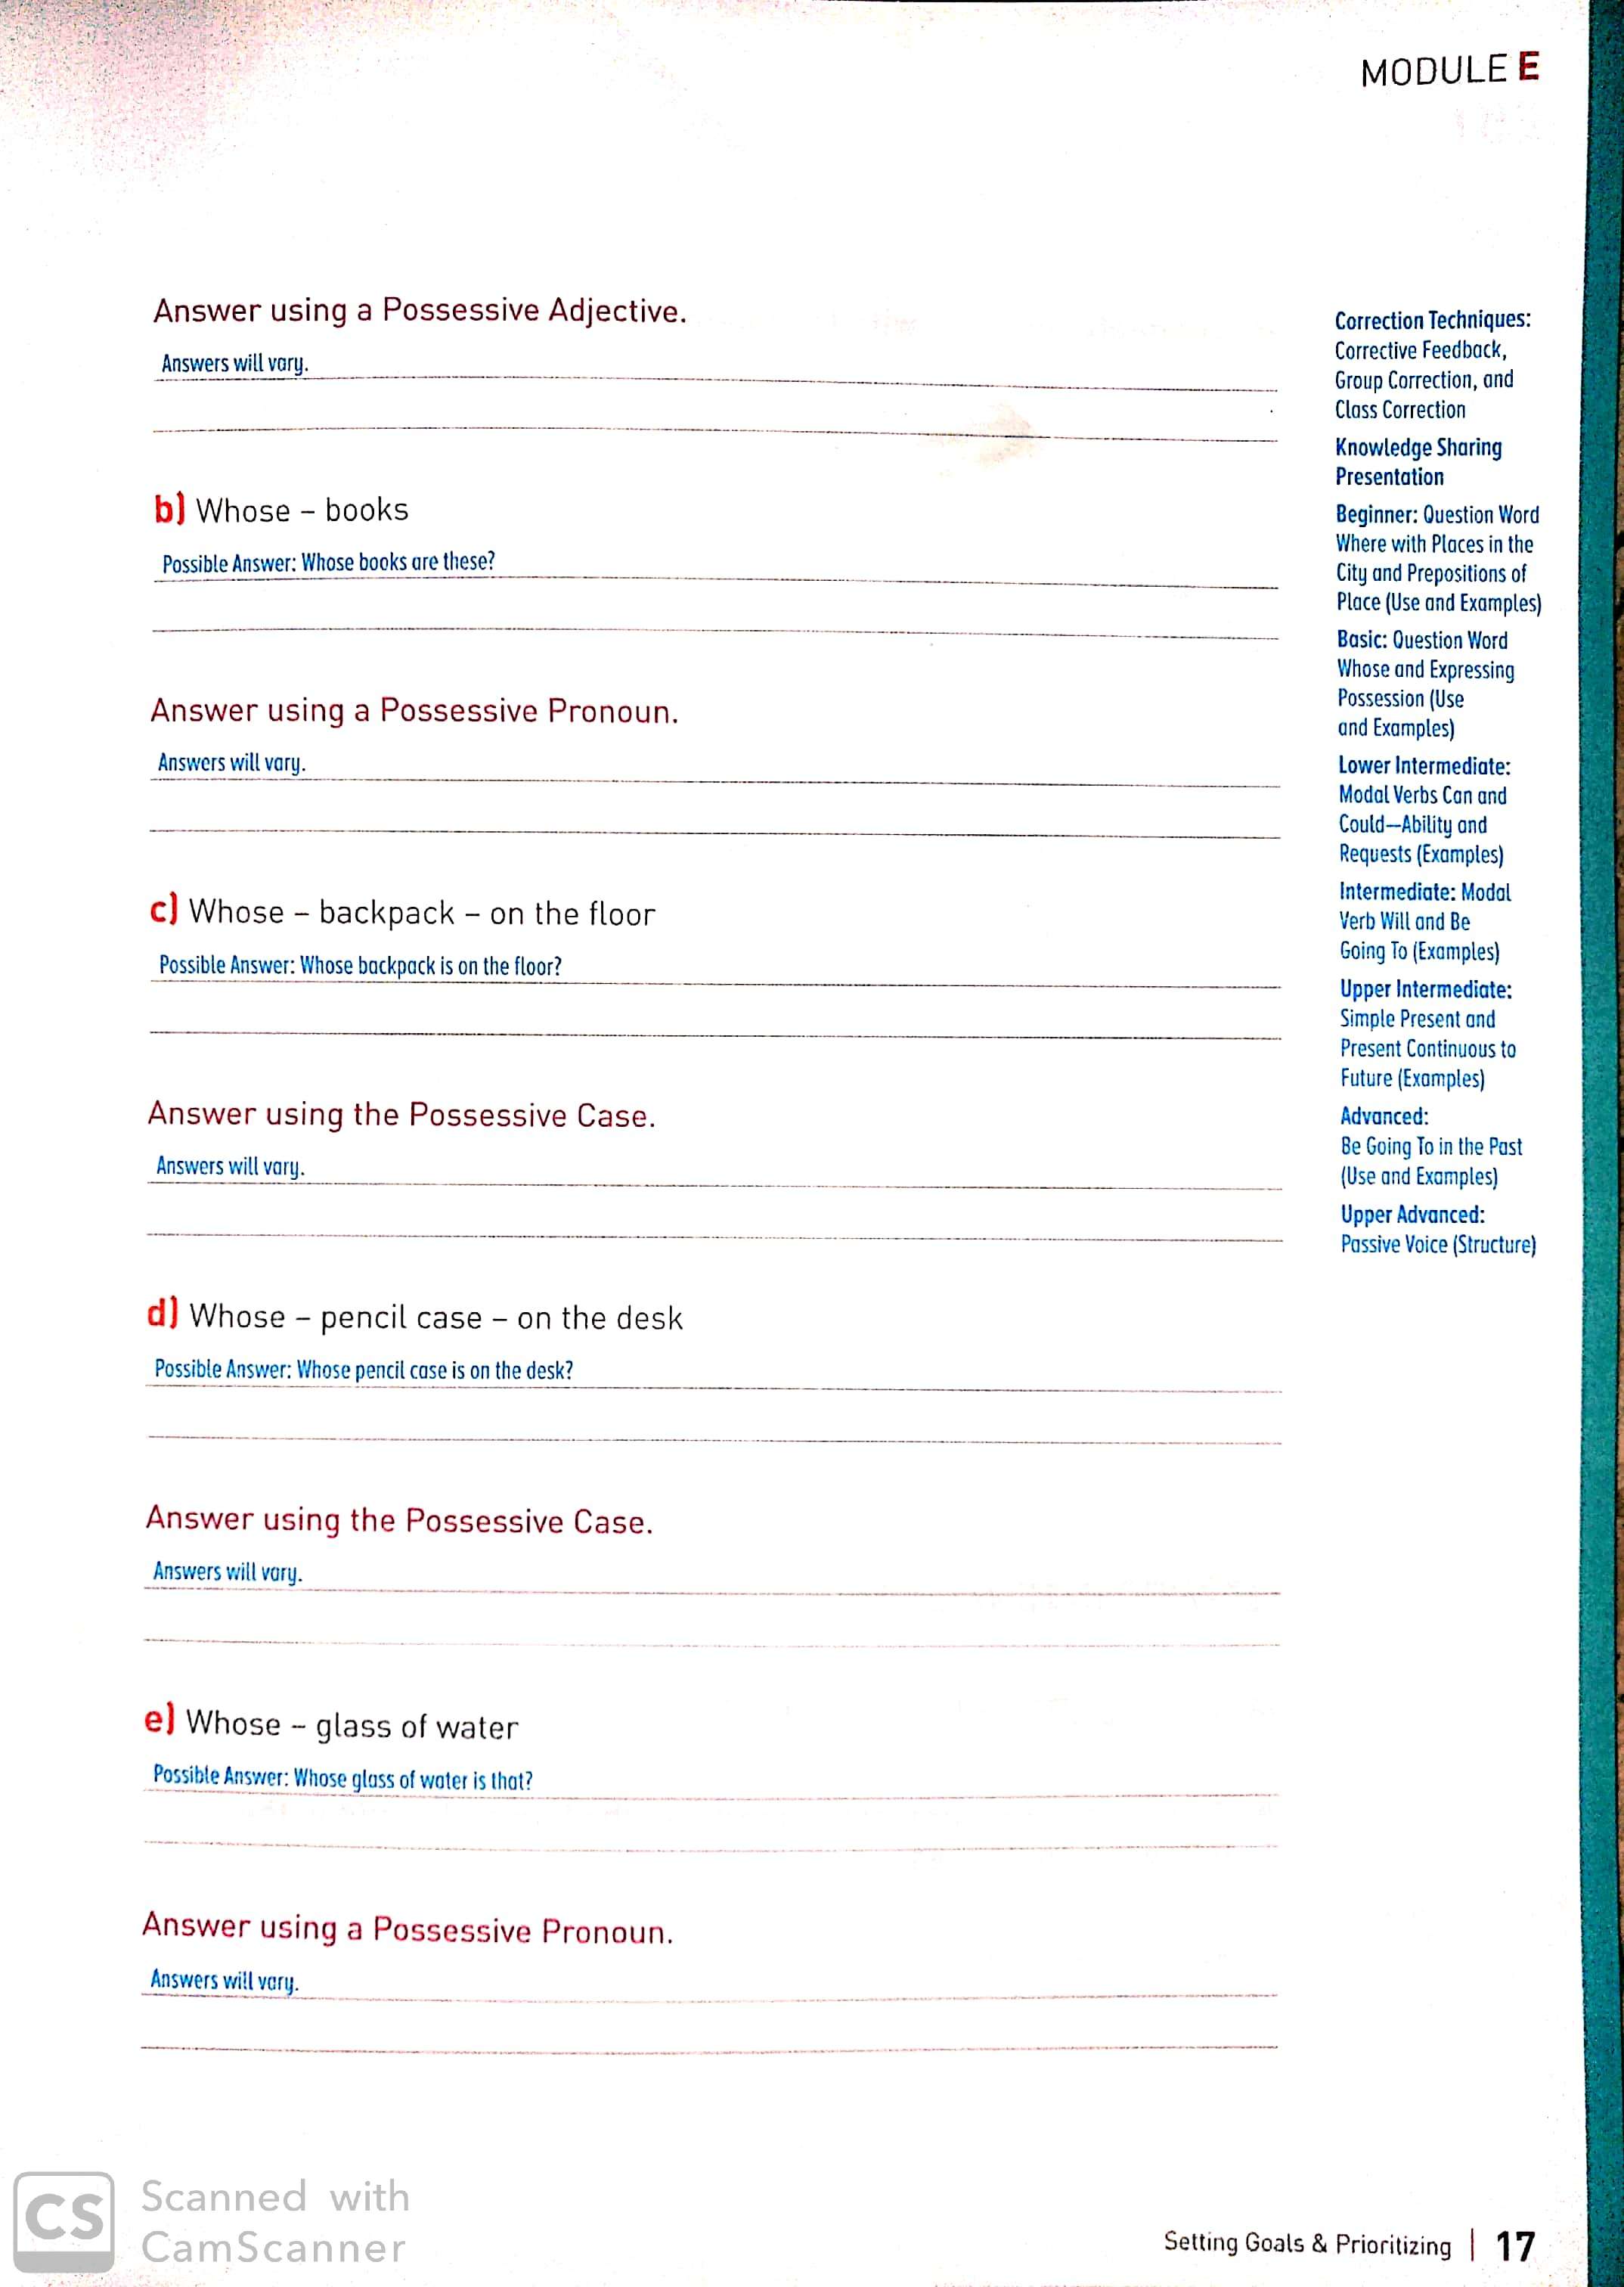 MODULE E
Answer using a Possessive Adjective.
Answers will vary.
b) Whose – books
Possible Answer: Whose books are these?
Answer using a Possessive Pronoun.
Answers will vary.
c) Whose – backpack – on the floor
Possible Answer: Whose backpack is on the floor?
Answer using the Possessive Case.
Answers will vary.
d) Whose – pencil case – on the desk
Possible Answer: Whose pencil case is on the desk?
Answer using the Possessive Case.
Answers will vary.
e) Whose – glass of water
Possible Answer: Whose glass of water is that?
Answer using a Possessive Pronoun.
Answers will vary.
Correction Techniques:
Corrective Feedback,
Group Correction, and
Class Correction
Knowledge Sharing
Presentation
Beginner: Question Word
Where with Places in the
City and Prepositions of
Place (Use and Examples)
Basic: Question Word
Whose and Expressing
Possession (Use
and Examples)
Lower Intermediate:
Modal Verbs Can and
Could—Ability and
Requests (Examples)
Intermediate: Modal
Verb Will and Be
Going To (Examples)
Upper Intermediate:
Simple Present and
Present Continuous to
Future (Examples)
Advanced:
Be Going To in the Past
(Use and Examples)
Upper Advanced:
Passive Voice (Structure)
CS Scanned with
CamScanner
Setting Goals & Prioritizing | 17